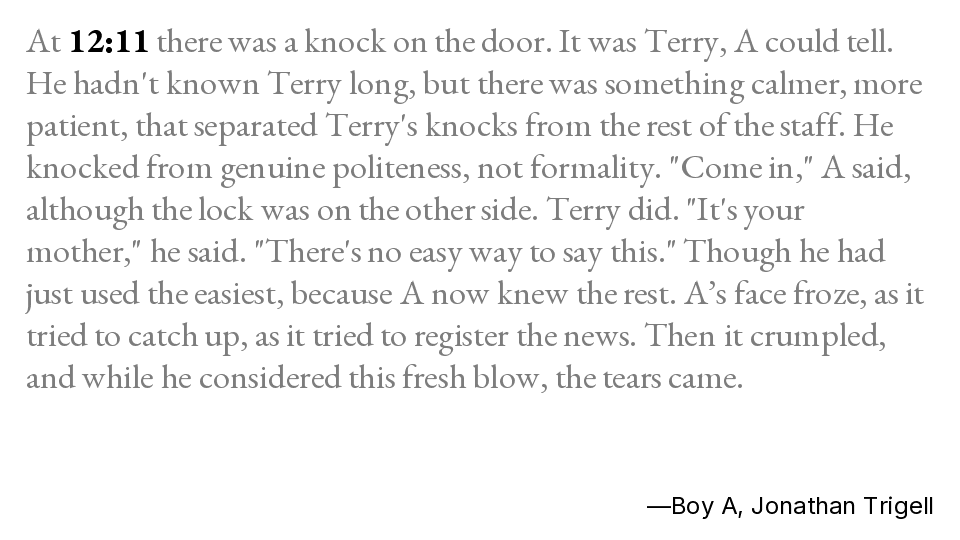 At 12:11 there was a knock on the door. It was Terry, A could tell.
He hadn't known Terry long, but there was something calmer, more
patient, that separated Terry's knocks from the rest of the staff. He
knocked from genuine politeness, not formality. "Come in," A said,
although the lock was on the other side. Terry did. "It's your
mother," he said. "There's no easy way to say this." Though he had
just used the easiest, because A now knew the rest. A’s face froze, as it
tried to catch up, as it tried to register the news. Then it crumpled,
and while he considered this fresh blow, the tears came.
—Boy A, Jonathan Trigell